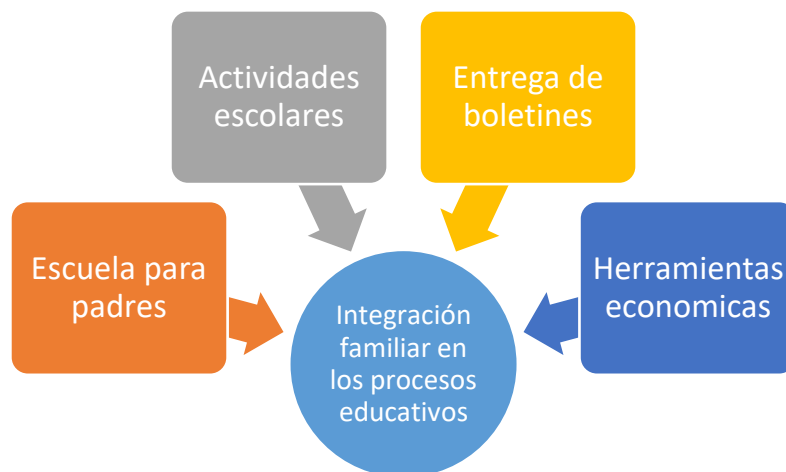 Actividades
escolares
Entrega de
boletines
Escuela para
padres
Herramientas
economicas
Integración
familiar en
los procesos
educativos